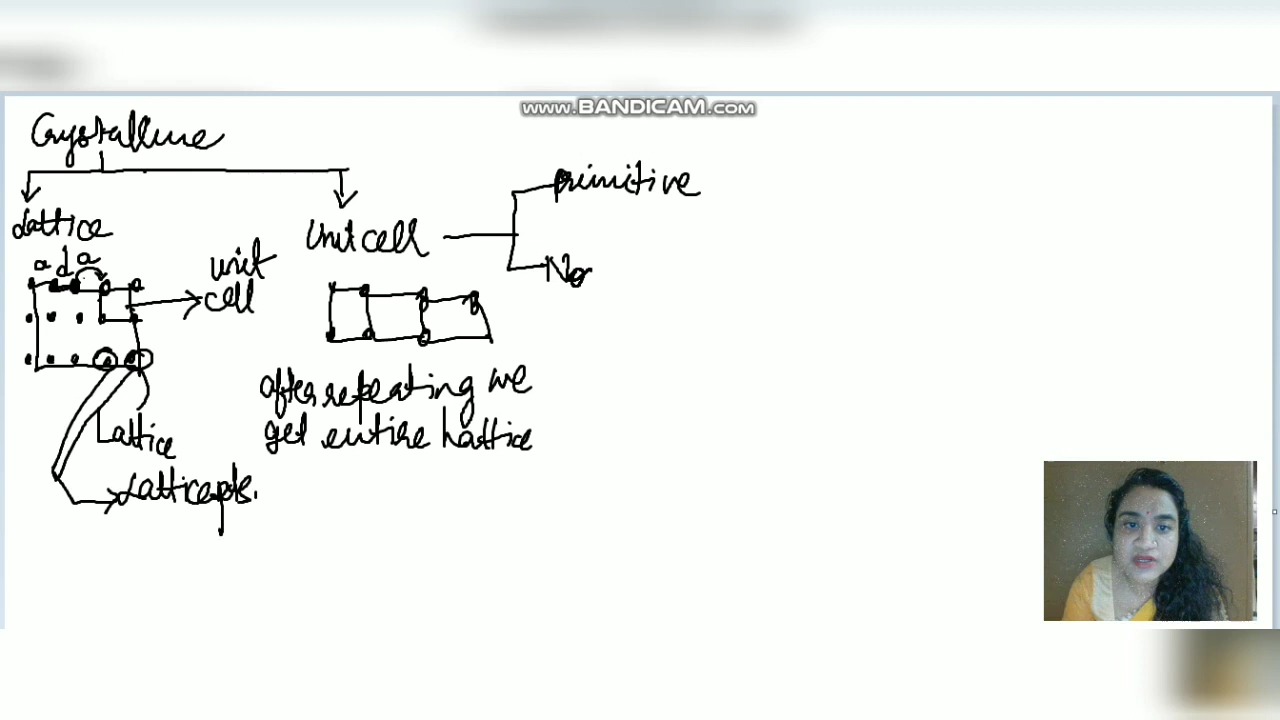 www.BANDICAM.com
Crystalline
Lattice
Unit cell
primitive
No
a d a
unit
cell
after repeating we
get entire lattice
Lattice
Lattice pts.